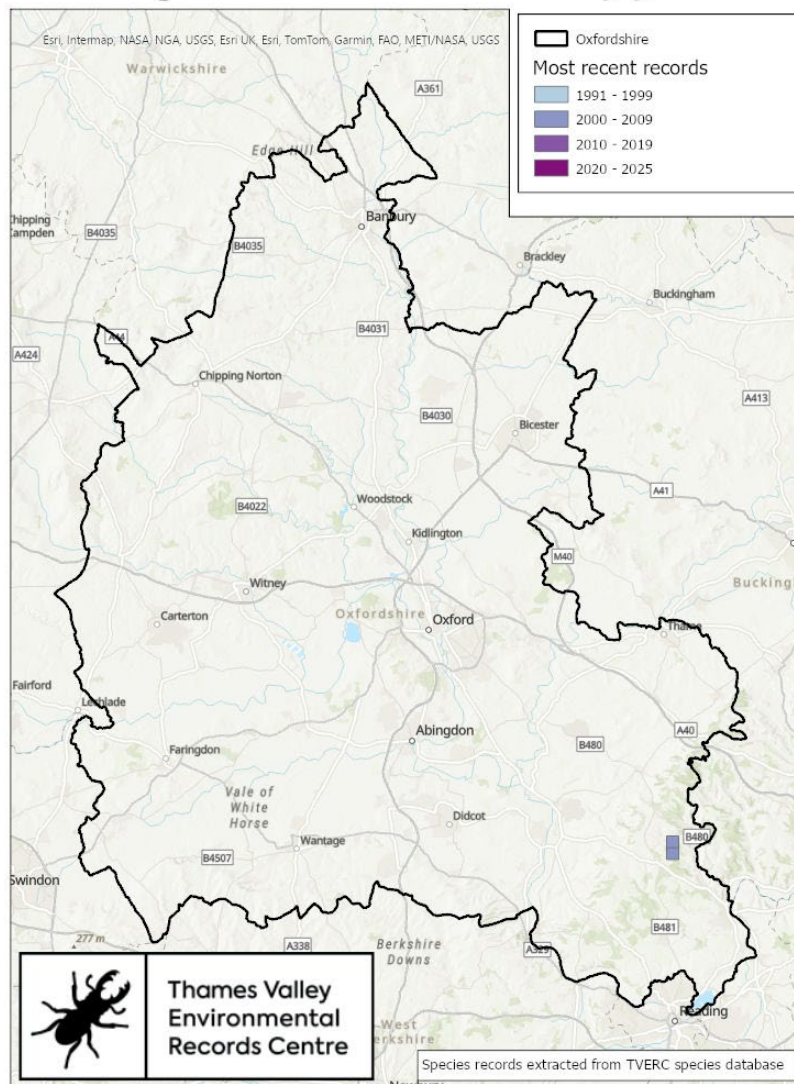 Esri, Intermap, NASA, NGA, USGS, Esri UK, Esri, TomTom, Garmin, FAO, METI/NASA, USGS
Oxfordshire
Most recent records
1991 - 1999
2000 - 2009
2010 - 2019
2020 - 2025
Warwickshire
A361
Edge Hill
Banbury
Chipping
Campden
B4035
B4035
Brackley
Buckingham
B4031
A44
A424
Chipping Norton
A413
B4030
Bicester
A41
B4022
Woodstock
Kidlington
M40
Witney
Carterton
Oxfordshire
Oxford
Thame
Fairford
Lechlade
A40
Abingdon
B480
Faringdon
Vale of
White
Horse
Didcot
B480
Wantage
B4507
Swindon
B481
277 m
A338
Berkshire
Downs
A329
Reading
West
Thames Valley
Environmental
Records Centre
Species records extracted from TVERC species database